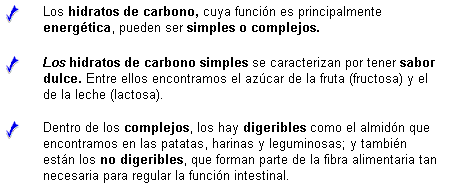 Los hidratos de carbono, cuya función es principalmente
energética, pueden ser simples o complejos.
Los hidratos de carbono simples se caracterizan por tener sabor
dulce. Entre ellos encontramos el azúcar de la fruta (fructosa) y el
de la leche (lactosa).
Dentro de los complejos, los hay digeribles como el almidón que
encontramos en las patatas, harinas y leguminosas; y también
están los no digeribles, que forman parte de la fibra alimentaria tan
necesaria para regular la función intestinal.